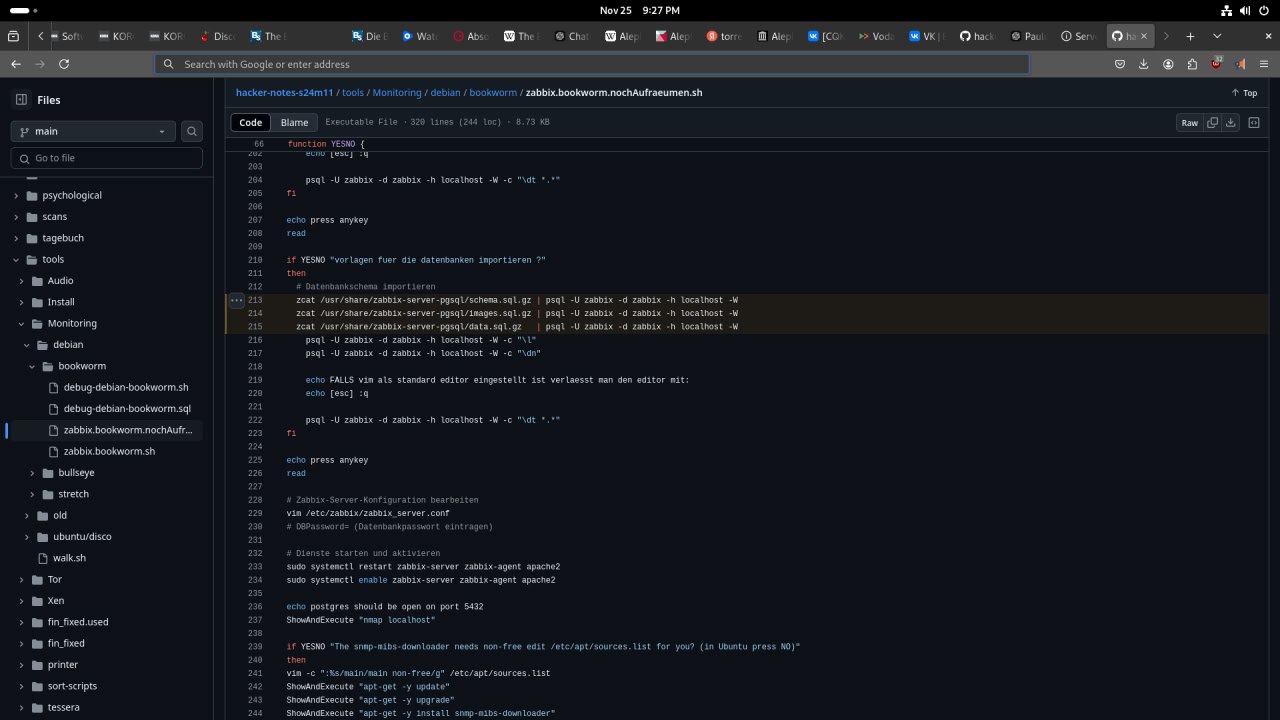 Nov 25 9:27 PM
Softw
KOR
KOR
Disco
The E
Die E
Wate
Abso
The E
Chat
Alep
Alep
torre
Alep
[CQ
Voda
VK |
hack
Paul
Serve
ha
Search with Google or enter address
Files
hacker-notes-s24m11 / tools / Monitoring / debian / bookworm / zabbix.bookworm.nochAufraeumen.sh
Top
main
Code Blame Executable File · 320 lines (244 loc) · 8.73 KB
Raw
Go to file
psychological
scans
tagebuch
tools
Audio
Install
Monitoring
debian
bookworm
debug-debian-bookworm.sh
debug-debian-bookworm.sql
zabbix.bookworm.nochAufr...
zabbix.bookworm.sh
bullseye
stretch
old
ubuntu/disco
walk.sh
Tor
Xen
fin_fixed.used
fin_fixed
printer
sort-scripts
tessera
66 function YESNO {
202 echo [esc] :q
203
204 psql -U zabbix -d zabbix -h localhost -W -c "\dt *.*"
205 fi
206
207 echo press anykey
208 read
209
210 if YESNO "vorlagen fuer die datenbanken importieren ?"
211 then
212 # Datenbankschema importieren
213 zcat /usr/share/zabbix-server-pgsql/schema.sql.gz | psql -U zabbix -d zabbix -h localhost -W
214 zcat /usr/share/zabbix-server-pgsql/images.sql.gz | psql -U zabbix -d zabbix -h localhost -W
215 zcat /usr/share/zabbix-server-pgsql/data.sql.gz | psql -U zabbix -d zabbix -h localhost -W
216 psql -U zabbix -d zabbix -h localhost -W -c "\l"
217 psql -U zabbix -d zabbix -h localhost -W -c "\dn"
218
219 echo FALLS vim als standard editor eingestellt ist verlaesst man den editor mit:
220 echo [esc] :q
221
222 psql -U zabbix -d zabbix -h localhost -W -c "\dt *.*"
223 fi
224
225 echo press anykey
226 read
227
228 # Zabbix-Server-Konfiguration bearbeiten
229 vim /etc/zabbix/zabbix_server.conf
230 # DBPassword= (Datenbankpasswort eintragen)
231
232 # Dienste starten und aktivieren
233 sudo systemctl restart zabbix-server zabbix-agent apache2
234 sudo systemctl enable zabbix-server zabbix-agent apache2
235
236 echo postgres should be open on port 5432
237 ShowAndExecute "nmap localhost"
238
239 if YESNO "The snmp-mibs-downloader needs non-free edit /etc/apt/sources.list for you? (in Ubuntu press NO)"
240 then
241 vim -c ":%s/main/main non-free/g" /etc/apt/sources.list
242 ShowAndExecute "apt-get -y update"
243 ShowAndExecute "apt-get -y upgrade"
244 ShowAndExecute "apt-get -y install snmp-mibs-downloader"